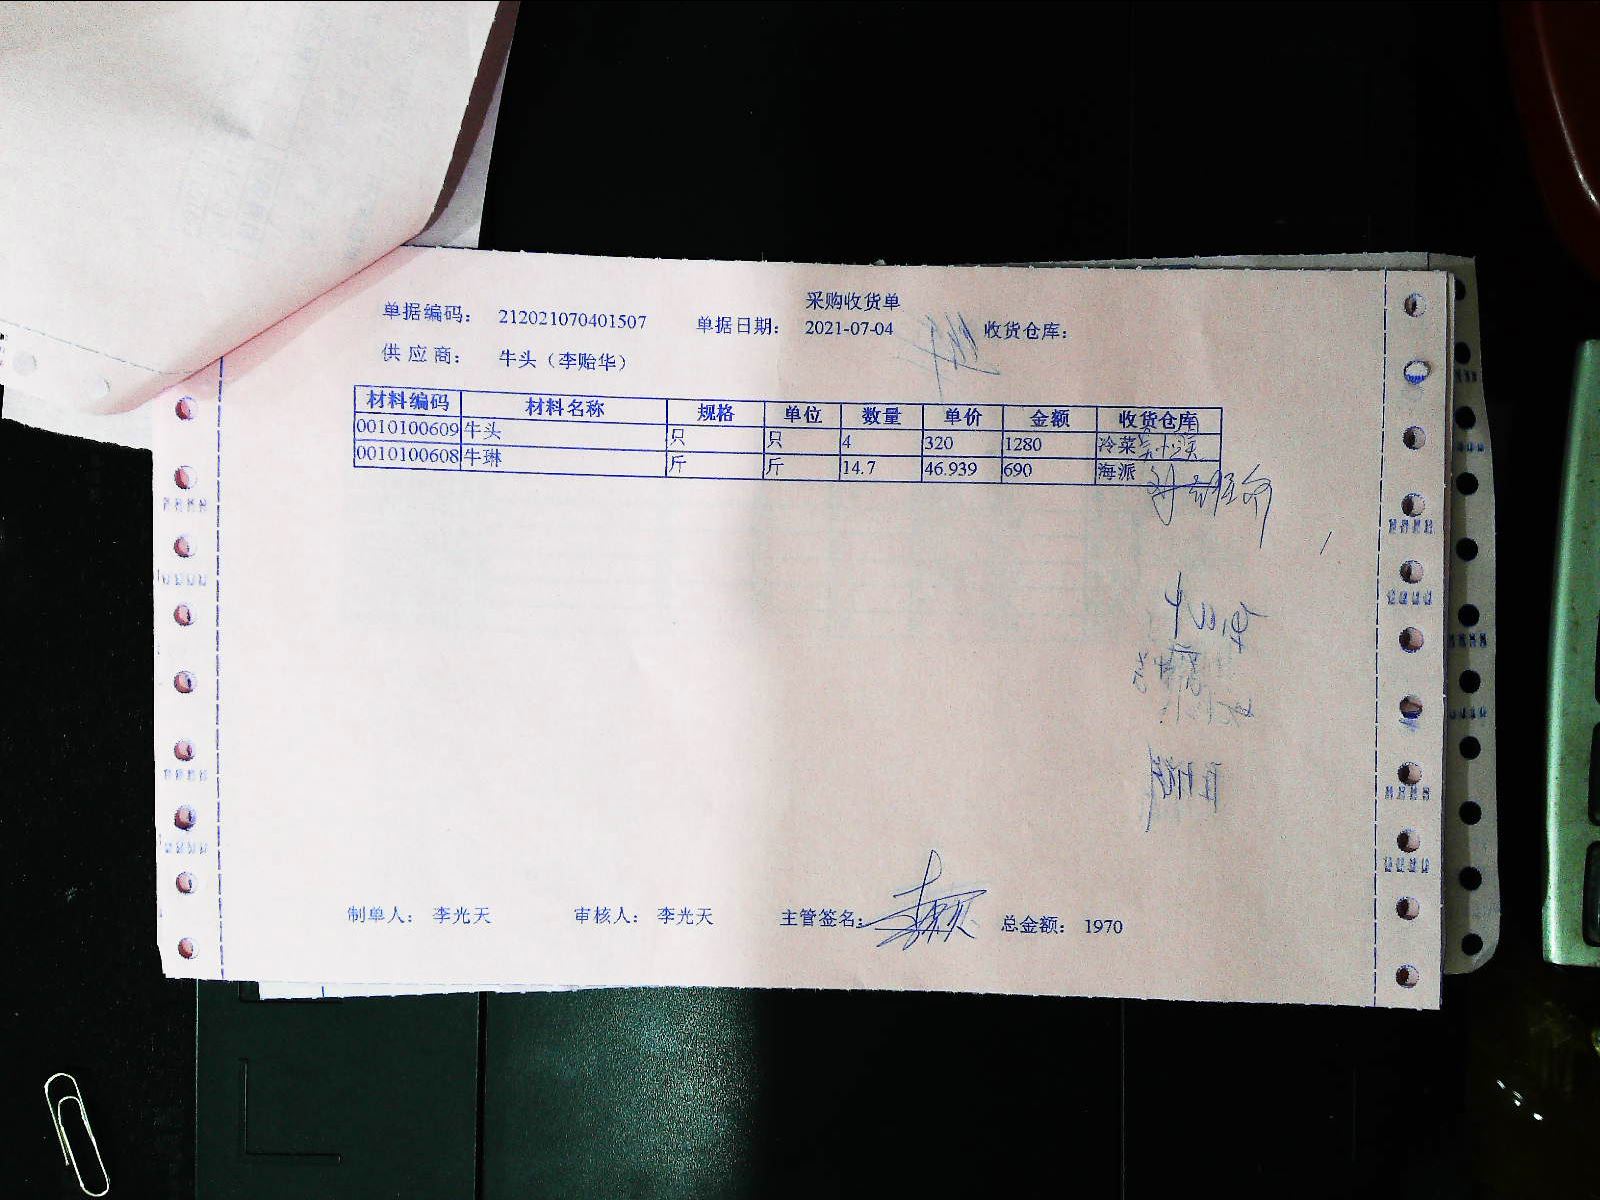 采购收货单
单据编码： 212021070401507 单据日期： 2021-07-04 收货仓库：
供应商： 牛头（李贻华）
材料编码 材料名称 规格 单位 数量 单价 金额 收货仓库
0010100609 牛头 只 只 4 320 1280 冷菜
0010100608 牛琳 斤 斤 14.7 46.939 690 海派
制单人： 李光天 审核人： 李光天 主管签名： 总金额： 1970